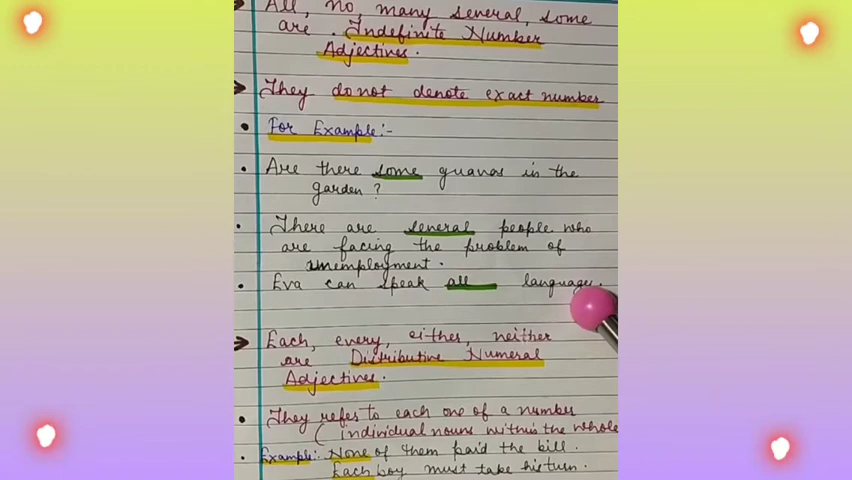 All, no, many several, some
are . Indefinite Number
Adjectives.
They do not denote exact number
For Example:-
Are there some guavas in the
garden ?
There are several people who
are facing the problem of
unemployment.
Eva can speak all languages.
Each, every, either, neither
are Distributive Numeral
Adjectives.
They refes to each one of a number
( individual nouns within the whole
Example:- None of them paid the bill.
Each boy must take his turn.